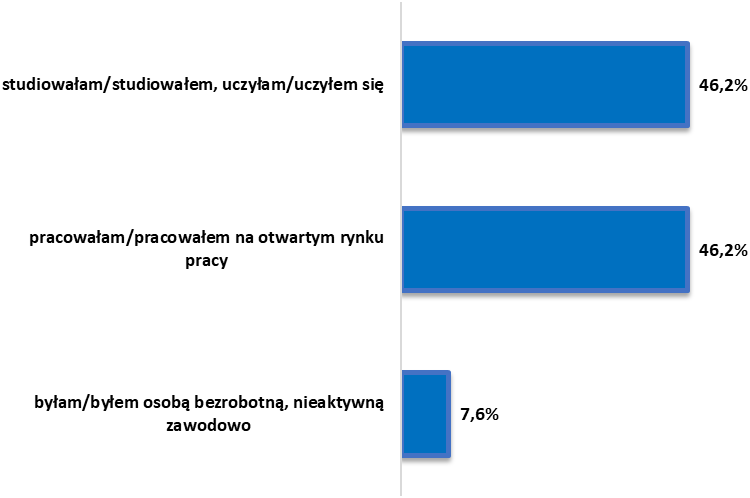 studiowałam/studiowałem, uczyłam/uczyłem się
46,2%
pracowałam/pracowałem na otwartym rynku
pracy
46,2%
byłam/byłem osobą bezrobotną, nieaktywną
zawodowo
7,6%